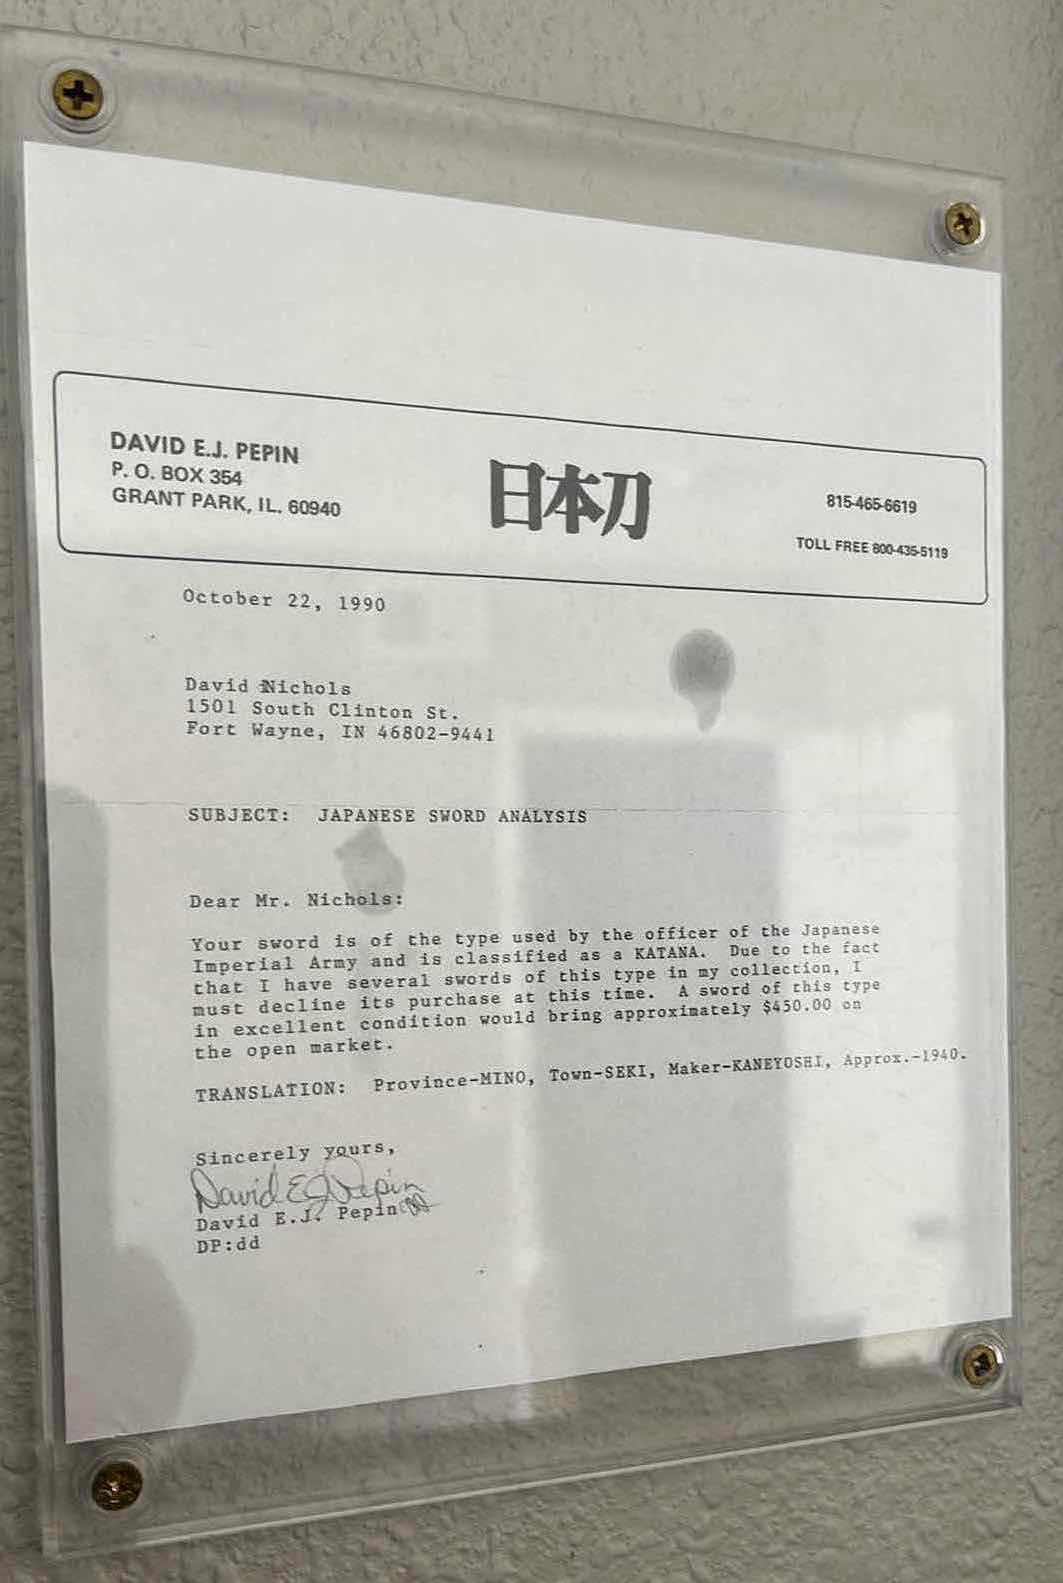 DAVID E.J. PEPIN
P. O. BOX 354
GRANT PARK, IL. 60940
日本刀
815-465-6619
TOLL FREE 800-435-5119
October 22, 1990
David Nichols
1501 South Clinton St.
Fort Wayne, IN 46802-9441
SUBJECT: JAPANESE SWORD ANALYSIS
Dear Mr. Nichols:
Your sword is of the type used by the officer of the Japanese
Imperial Army and is classified as a KATANA. Due to the fact
that I have several swords of this type in my collection, I
must decline its purchase at this time. A sword of this type
in excellent condition would bring approximately $450.00 on
the open market.
TRANSLATION: Province-MINO, Town-SEKI, Maker-KANEYOSHI, Approx.-1940.
Sincerely yours,
David E J Pepin
David E.J. Pepin
DP:dd